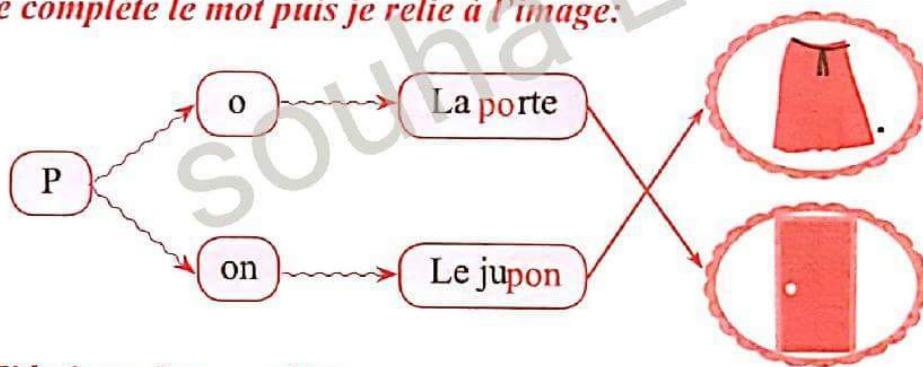 e complète le mot puis je relie à l'image:
o
La porte
P
on
Le jupon
souha